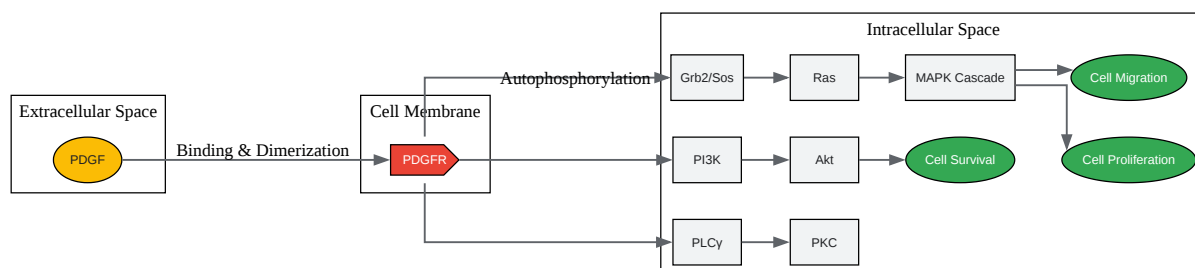 Extracellular Space
PDGF
Binding & Dimerization
Cell Membrane
PDGFR
Autophosphorylation
Intracellular Space
Grb2/Sos
Ras
MAPK Cascade
Cell Migration
PI3K
Akt
Cell Survival
Cell Proliferation
PLCγ
PKC